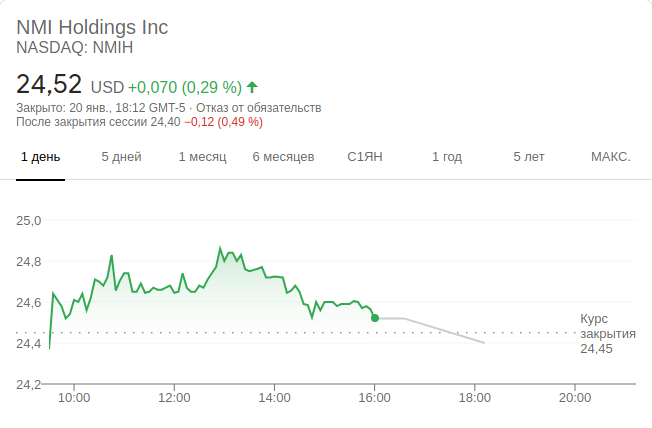 NMI Holdings Inc
NASDAQ: NMIH
24,52 USD +0,070 (0,29 %)
Закрыто: 20 янв., 18:12 GMT-5 · Отказ от обязательств
После закрытия сессии 24,40 −0,12 (0,49 %)
1 день 5 дней 1 месяц 6 месяцев С1ЯН 1 год 5 лет МАКС.
25,0
24,8
24,6
24,4
24,2
Курс
закрытия
24,45
10:00 12:00 14:00 16:00 18:00 20:00